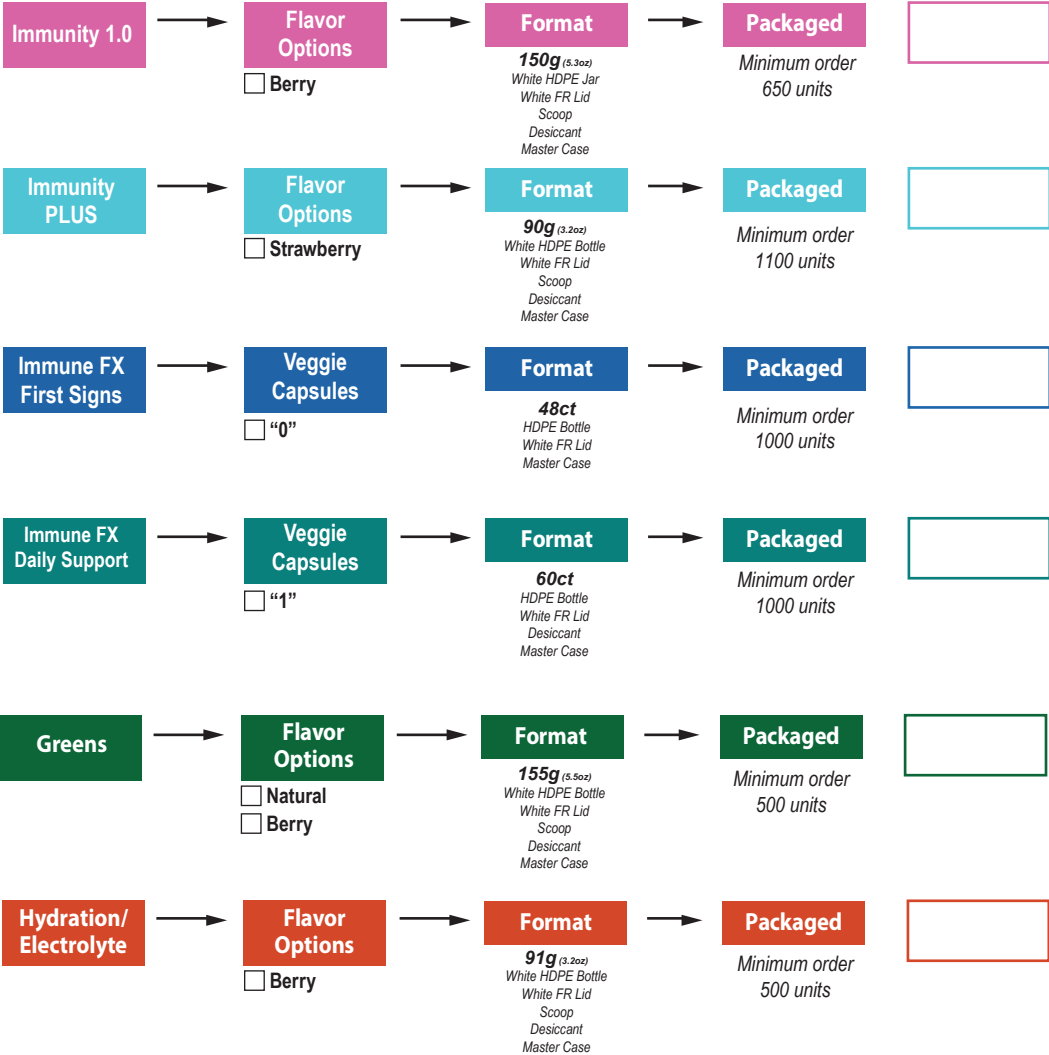 Immunity 1.0
Flavor
Options
Berry
Format
150g (5.3oz)
White HDPE Jar
White FR Lid
Scoop
Desiccant
Master Case
Packaged
Minimum order
650 units
Immunity
PLUS
Flavor
Options
Strawberry
Format
90g (3.2oz)
White HDPE Bottle
White FR Lid
Scoop
Desiccant
Master Case
Packaged
Minimum order
1100 units
Immune FX
First Signs
Veggie
Capsules
“0”
Format
48ct
HDPE Bottle
White FR Lid
Master Case
Packaged
Minimum order
1000 units
Immune FX
Daily Support
Veggie
Capsules
“1”
Format
60ct
HDPE Bottle
White FR Lid
Desiccant
Master Case
Packaged
Minimum order
1000 units
Greens
Flavor
Options
Natural
Berry
Format
155g (5.5oz)
White HDPE Bottle
White FR Lid
Scoop
Desiccant
Master Case
Packaged
Minimum order
500 units
Hydration/
Electrolyte
Flavor
Options
Berry
Format
91g (3.2oz)
White HDPE Bottle
White FR Lid
Scoop
Desiccant
Master Case
Packaged
Minimum order
500 units